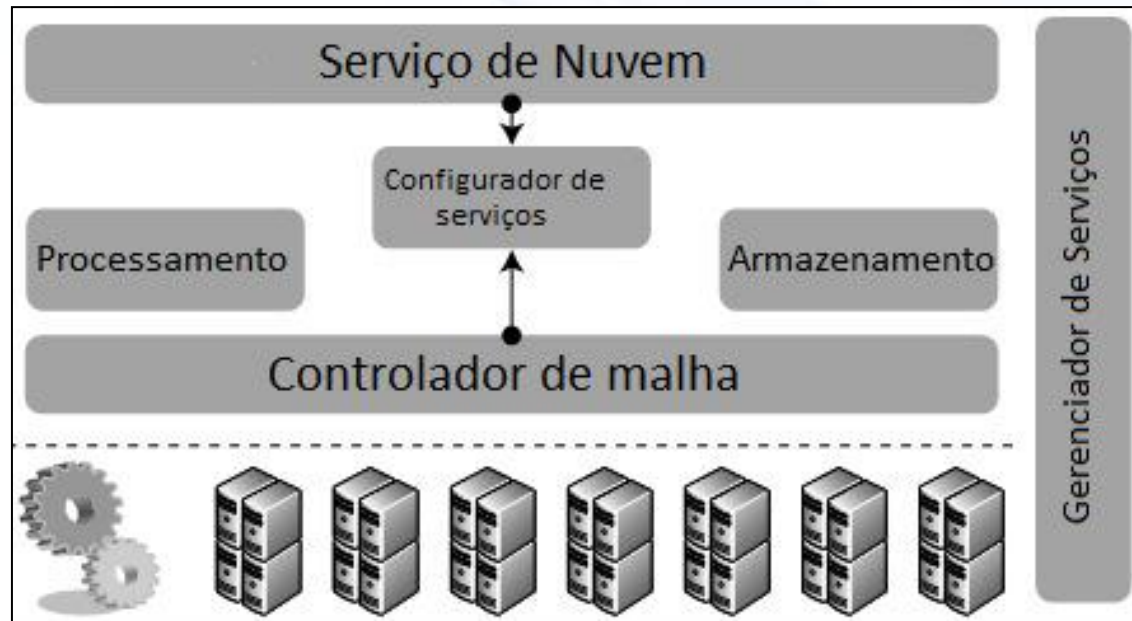 Serviço de Nuvem
Configurador de
serviços
Processamento
Armazenamento
Controlador de malha
Gerenciador de Serviços